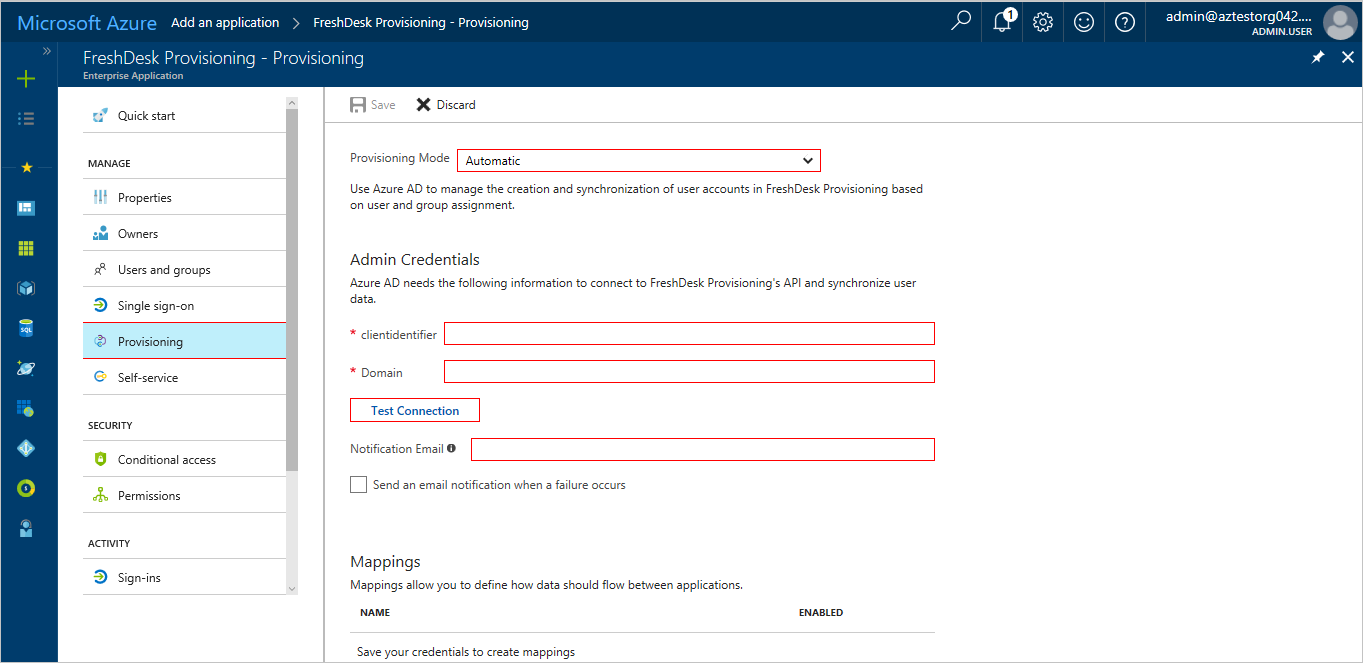 Microsoft Azure Add an application > FreshDesk Provisioning - Provisioning
1
admin@aztestorg042....
ADMIN.USER
»
FreshDesk Provisioning - Provisioning
Enterprise Application
Quick start
MANAGE
Properties
Owners
Users and groups
Single sign-on
Provisioning
Self-service
SECURITY
Conditional access
Permissions
ACTIVITY
Sign-ins
SQL
Save Discard
Provisioning Mode Automatic
Use Azure AD to manage the creation and synchronization of user accounts in FreshDesk Provisioning based
on user and group assignment.
Admin Credentials
Azure AD needs the following information to connect to FreshDesk Provisioning's API and synchronize user
data.
* clientidentifier
* Domain
Test Connection
Notification Email
Send an email notification when a failure occurs
Mappings
Mappings allow you to define how data should flow between applications.
NAME ENABLED
Save your credentials to create mappings